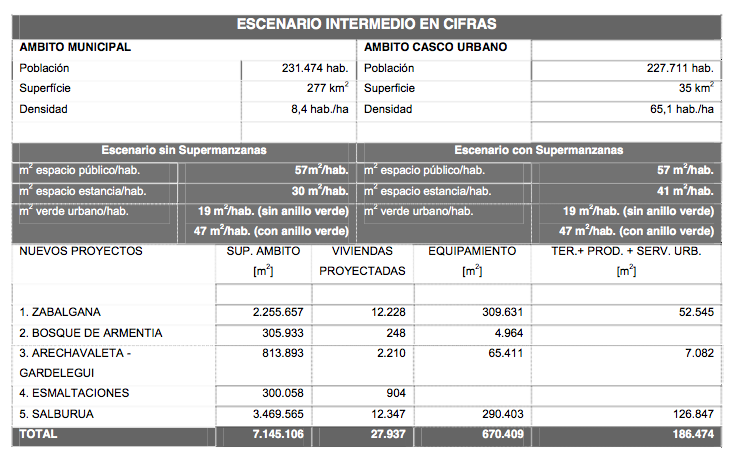 ESCENARIO INTERMEDIO EN CIFRAS
AMBITO MUNICIPAL AMBITO CASCO URBANO
Población 231.474 hab. Población 227.711 hab.
Superfície 277 km² Superficie 35 km²
Densidad 8,4 hab./ha Densidad 65,1 hab./ha
Escenario sin Supermanzanas Escenario con Supermanzanas
m² espacio público/hab. 57m²/hab. m² espacio público/hab. 57 m²/hab.
m² espacio estancia/hab. 30 m²/hab. m² espacio estancia/hab. 41 m²/hab.
m² verde urbano/hab. 19 m²/hab. (sin anillo verde) m² verde urbano/hab. 19 m²/hab. (sin anillo verde)
47 m²/hab. (con anillo verde) 47 m²/hab. (con anillo verde)
NUEVOS PROYECTOS SUP. AMBITO VIVIENDAS EQUIPAMIENTO TER.+ PROD. + SERV. URB.
[m²] PROYECTADAS [m²] [m²]
1. ZABALGANA 2.255.657 12.228 309.631 52.545
2. BOSQUE DE ARMENTIA 305.933 248 4.964
3. ARECHAVALETA - 813.893 2.210 65.411 7.082
GARDELEGUI
4. ESMALTACIONES 300.058 904
5. SALBURUA 3.469.565 12.347 290.403 126.847
TOTAL 7.145.106 27.937 670.409 186.474